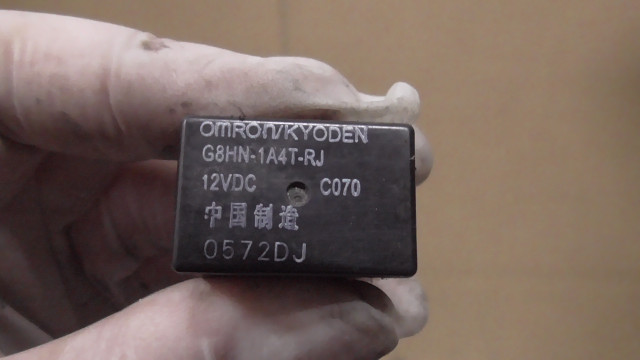 OMRON/KYODEN
G8HN-1A4T-RJ
12VDC C070
中国制造
0572DJ